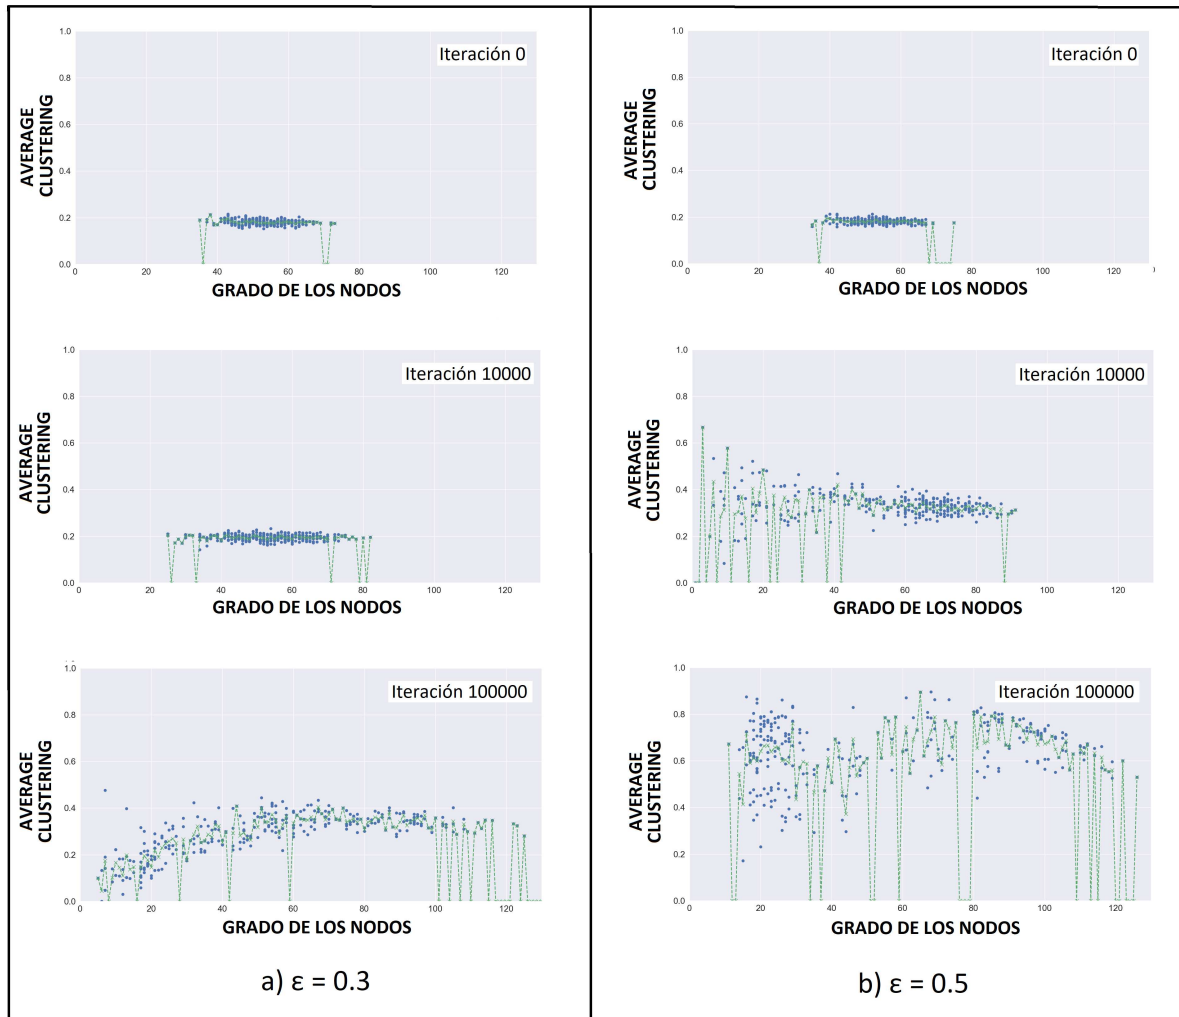 Iteración 0
AVERAGE
CLUSTERING
1.0
0.8
0.6
0.4
0.2
0.0
0 20 40 60 80 100 120
GRADO DE LOS NODOS
Iteración 10000
AVERAGE
CLUSTERING
1.0
0.8
0.6
0.4
0.2
0.0
0 20 40 60 80 100 120
GRADO DE LOS NODOS
Iteración 100000
AVERAGE
CLUSTERING
1.0
0.8
0.6
0.4
0.2
0.0
0 20 40 60 80 100 120
GRADO DE LOS NODOS
a) ε = 0.3
Iteración 0
AVERAGE
CLUSTERING
1.0
0.8
0.6
0.4
0.2
0.0
0 20 40 60 80 100 120
GRADO DE LOS NODOS
Iteración 10000
AVERAGE
CLUSTERING
1.0
0.8
0.6
0.4
0.2
0.0
0 20 40 60 80 100 120
GRADO DE LOS NODOS
Iteración 100000
AVERAGE
CLUSTERING
1.0
0.8
0.6
0.4
0.2
0.0
0 20 40 60 80 100 120
GRADO DE LOS NODOS
b) ε = 0.5